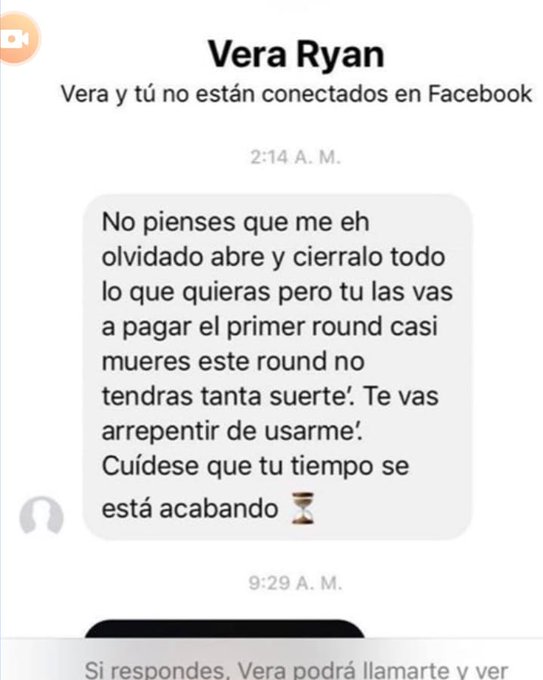 Vera Ryan
Vera y tú no están conectados en Facebook
2:14 A. M.
No pienses que me eh
olvidado abre y cierralo todo
lo que quieras pero tu las vas
a pagar el primer round casi
mueres este round no
tendras tanta suerte'. Te vas
arrepentir de usarme'.
Cuídese que tu tiempo se
está acabando ⏳
9:29 A. M.
Si respondes, Vera podrá llamarte y ver